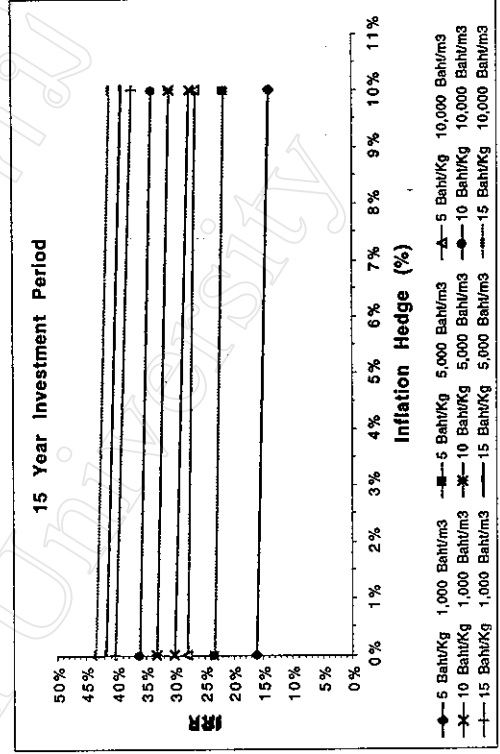 15 Year Investment Period
50%
45%
40%
35%
30%
25%
20%
15%
10%
5%
0%
IRR
0% 1% 2% 3% 4% 5% 6% 7% 8% 9% 10% 11%
Inflation Hedge (%)
5 Baht/Kg 1,000 Baht/m3 5 Baht/Kg 5,000 Baht/m3 5 Baht/Kg 10,000 Baht/m3
10 Baht/Kg 1,000 Baht/m3 10 Baht/Kg 5,000 Baht/m3 10 Baht/Kg 10,000 Baht/m3
15 Baht/Kg 1,000 Baht/m3 15 Baht/Kg 5,000 Baht/m3 15 Baht/Kg 10,000 Baht/m3
University